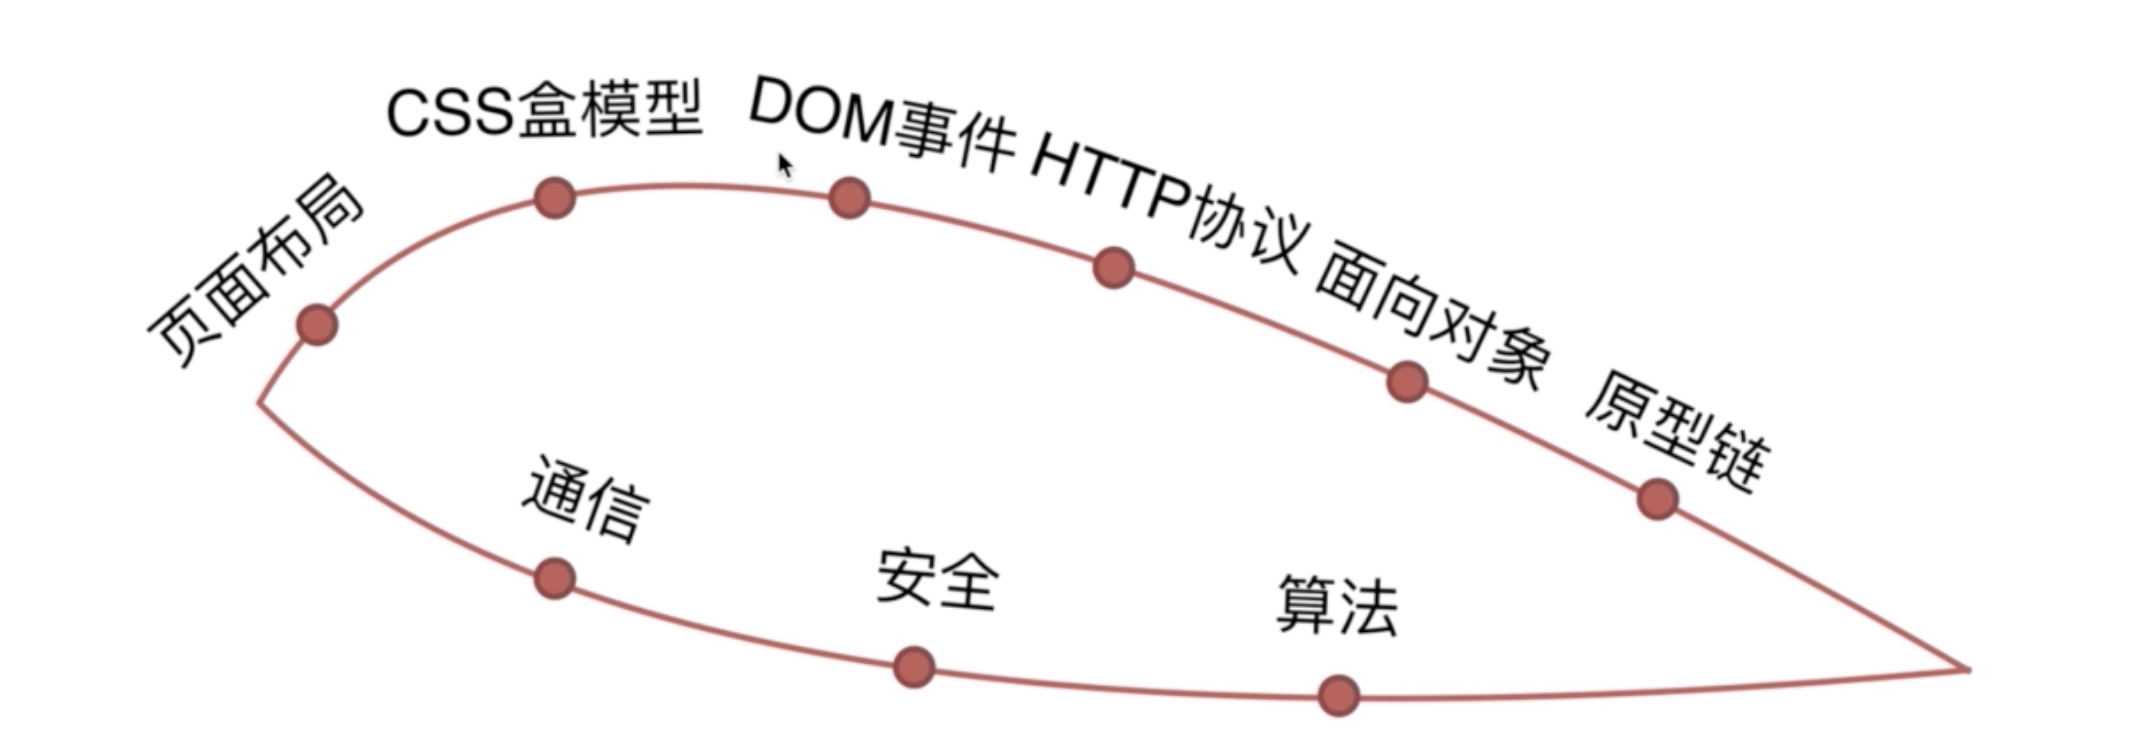 页面布局
CSS盒模型
DOM事件
HTTP协议
面向对象
原型链
通信
安全
算法